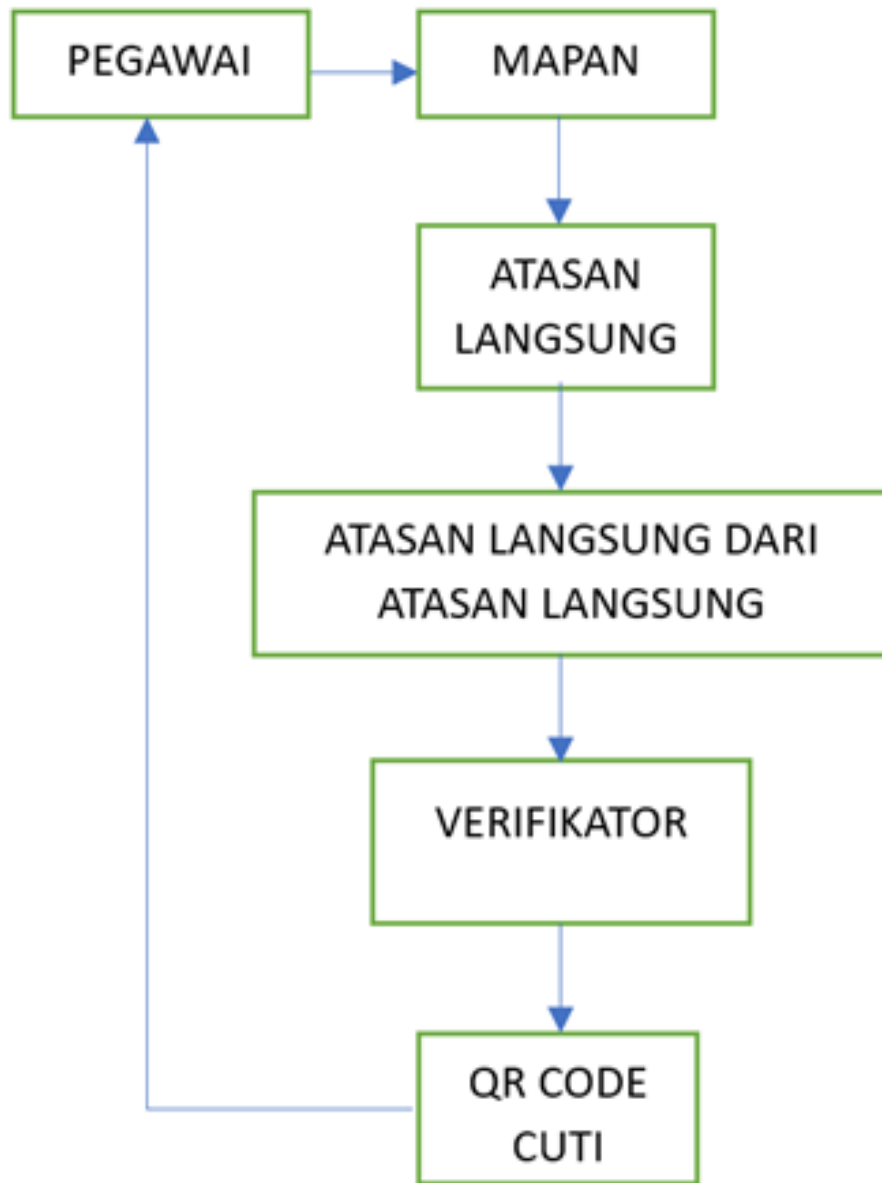 PEGAWAI
MAPAN
ATASAN
LANGSUNG
ATASAN LANGSUNG DARI
ATASAN LANGSUNG
VERIFIKATOR
QR CODE
CUTI